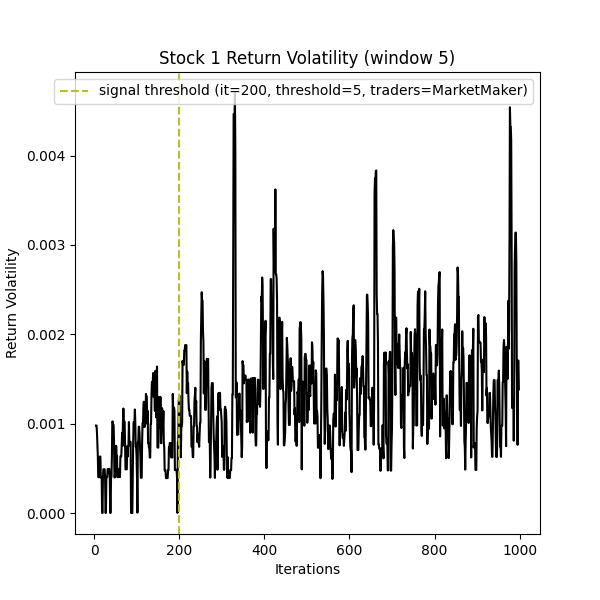 Stock 1 Return Volatility (window 5)
signal threshold (it=200, threshold=5, traders=MarketMaker)
0.004
0.003
0.002
0.001
0.000
Return Volatility
0 200 400 600 800 1000
Iterations